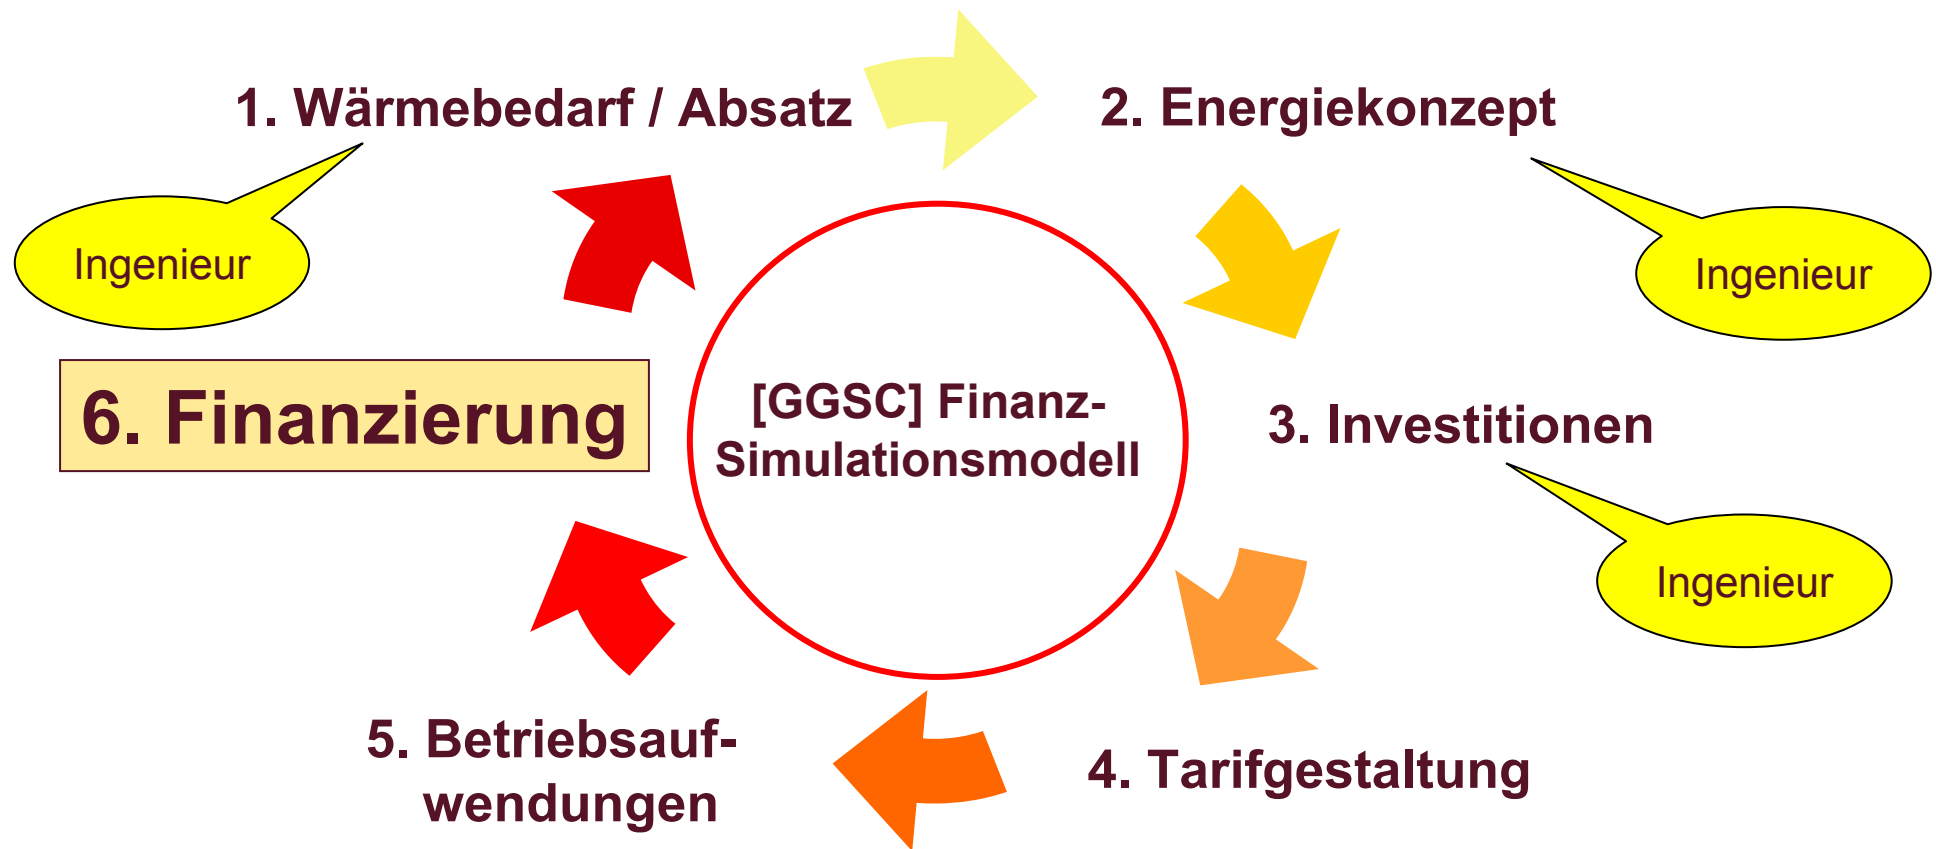 1. Wärmebedarf / Absatz
2. Energiekonzept
Ingenieur
Ingenieur
6. Finanzierung
[GGSC] Finanz-
Simulationsmodell
3. Investitionen
Ingenieur
5. Betriebsauf-
wendungen
4. Tarifgestaltung